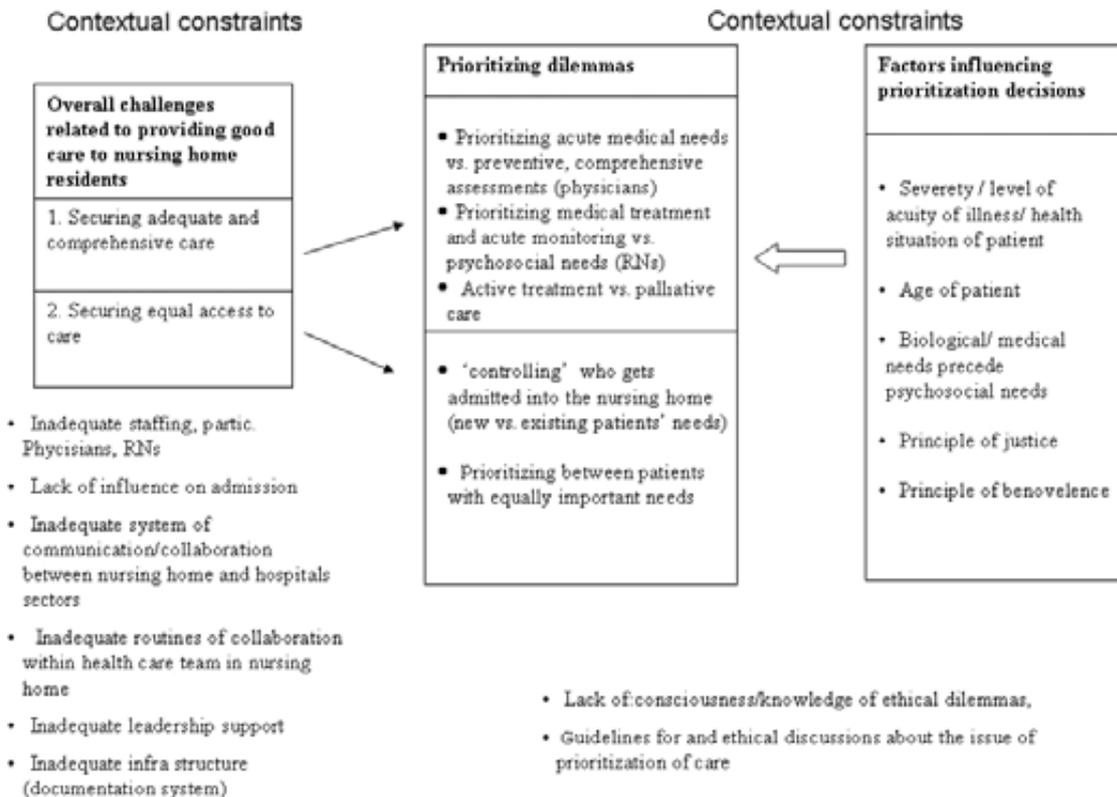 Contextual constraints
Contextual constraints
Overall challenges
related to providing good
care to nursing home
residents
1. Securing adequate and
comprehensive care
2. Securing equal access to
care
• Inadequate staffing, partic.
Phycisians, RNs
• Lack of influence on admission
• Inadequate system of
communication/collaboration
between nursing home and hospitals
sectors
• Inadequate routines of collaboration
within health care team in nursing
home
• Inadequate leadership support
• Inadequate infra structure
(documentation system)
Prioritizing dilemmas
• Prioritizing acute medical needs
vs. preventive, comprehensive
assessments (physicians)
• Prioritizing medical treatment
and acute monitoring vs.
psychosocial needs (RNs)
• Active treatment vs. palliative
care
• ‘controlling’ who gets
admitted into the nursing home
(new vs. existing patients’ needs)
• Prioritizing between patients
with equally important needs
Factors influencing
prioritization decisions
• Severety / level of
acuity of illness/ health
situation of patient
• Age of patient
• Biological/ medical
needs precede
psychosocial needs
• Principle of justice
• Principle of benovelence
• Lack of:consciousness/knowledge of ethical dilemmas,
• Guidelines for and ethical discussions about the issue of
prioritization of care